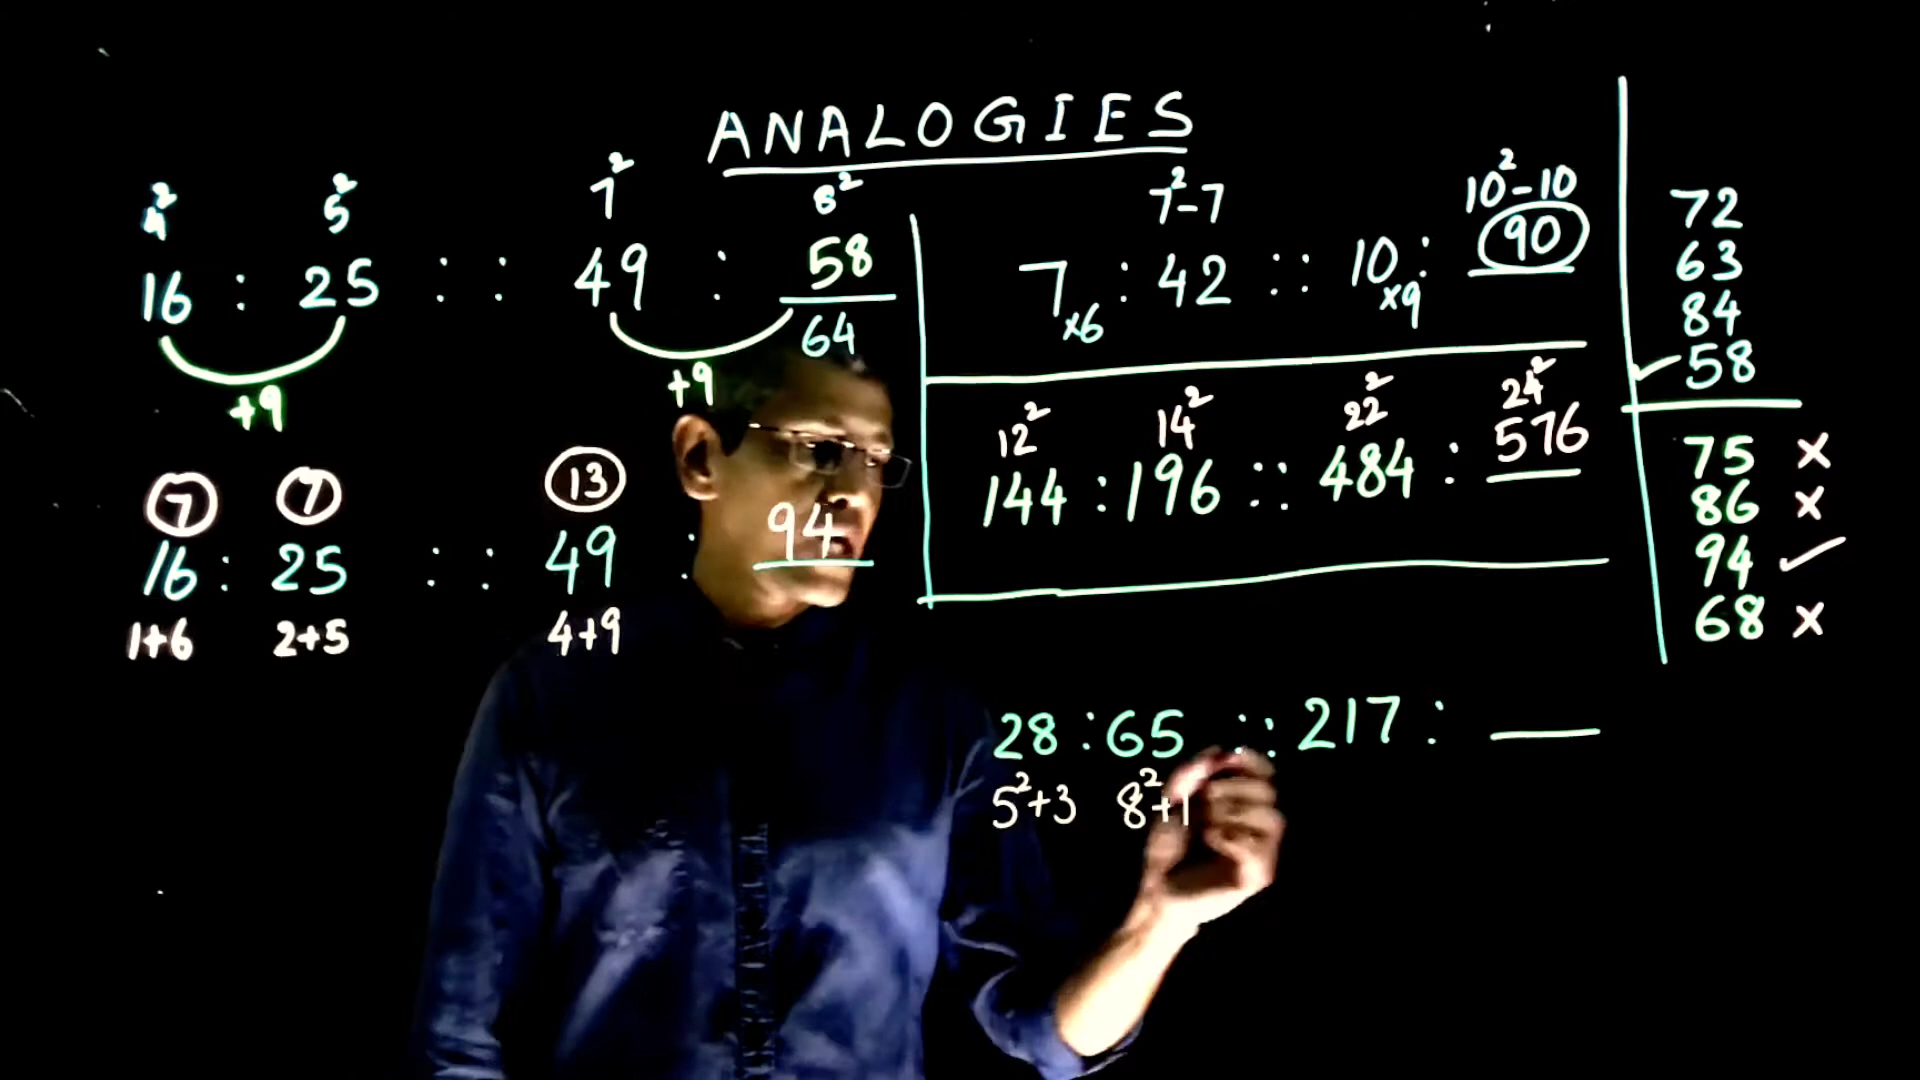 ANALOGIES
4² 5² 7² 8²
16 : 25 :: 49 : 58
64
+9 +9
7 7 13
16 : 25 :: 49 : 94
1+6 2+5 4+9
7²-7 10²-10
7 : 42 :: 10 : 90
×6 ×9
12² 14² 22² 24²
144 : 196 :: 484 : 576
28 : 65 :: 217 :
5²+3 8²+1
72
63
84
✓ 58
75 ×
86 ×
94 ✓
68 ×